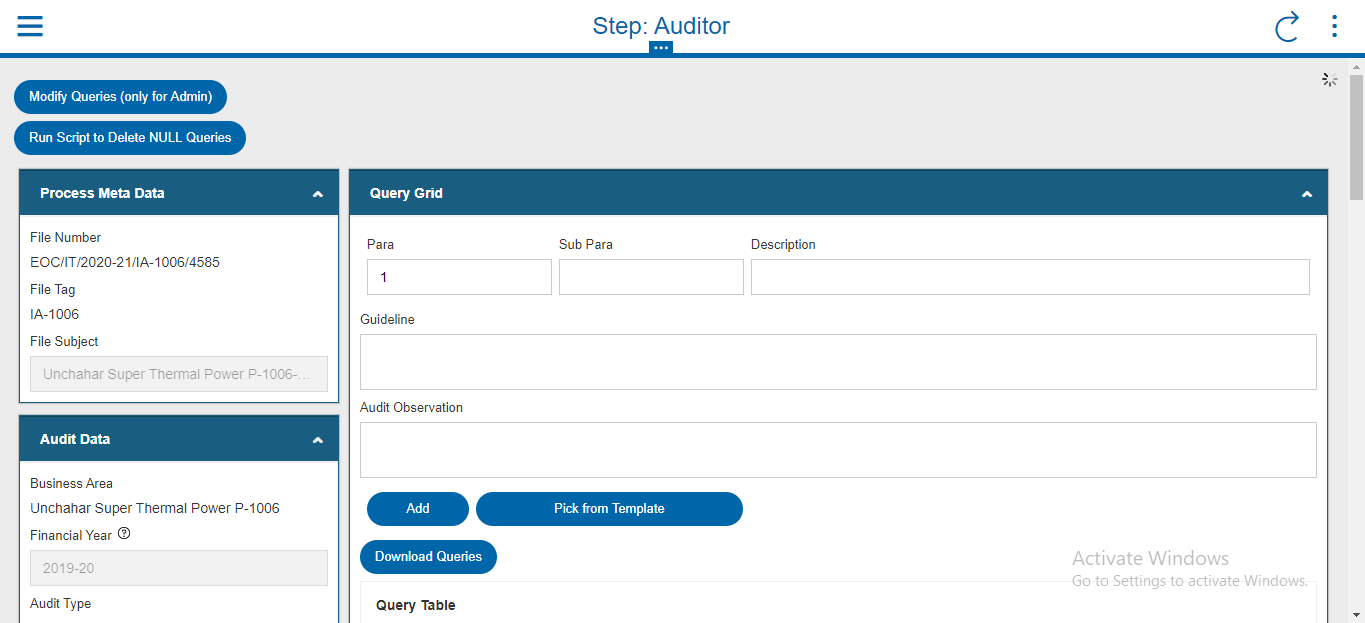 Step: Auditor
Modify Queries (only for Admin)
Run Script to Delete NULL Queries
Process Meta Data
File Number
EOC/IT/2020-21/IA-1006/4585
File Tag
IA-1006
File Subject
Unchahar Super Thermal Power P-1006-...
Audit Data
Business Area
Unchahar Super Thermal Power P-1006
Financial Year
2019-20
Audit Type
Query Grid
Para Sub Para Description
1
Guideline
Audit Observation
Add Pick from Template
Download Queries
Query Table
Activate Windows
Go to Settings to activate Windows.